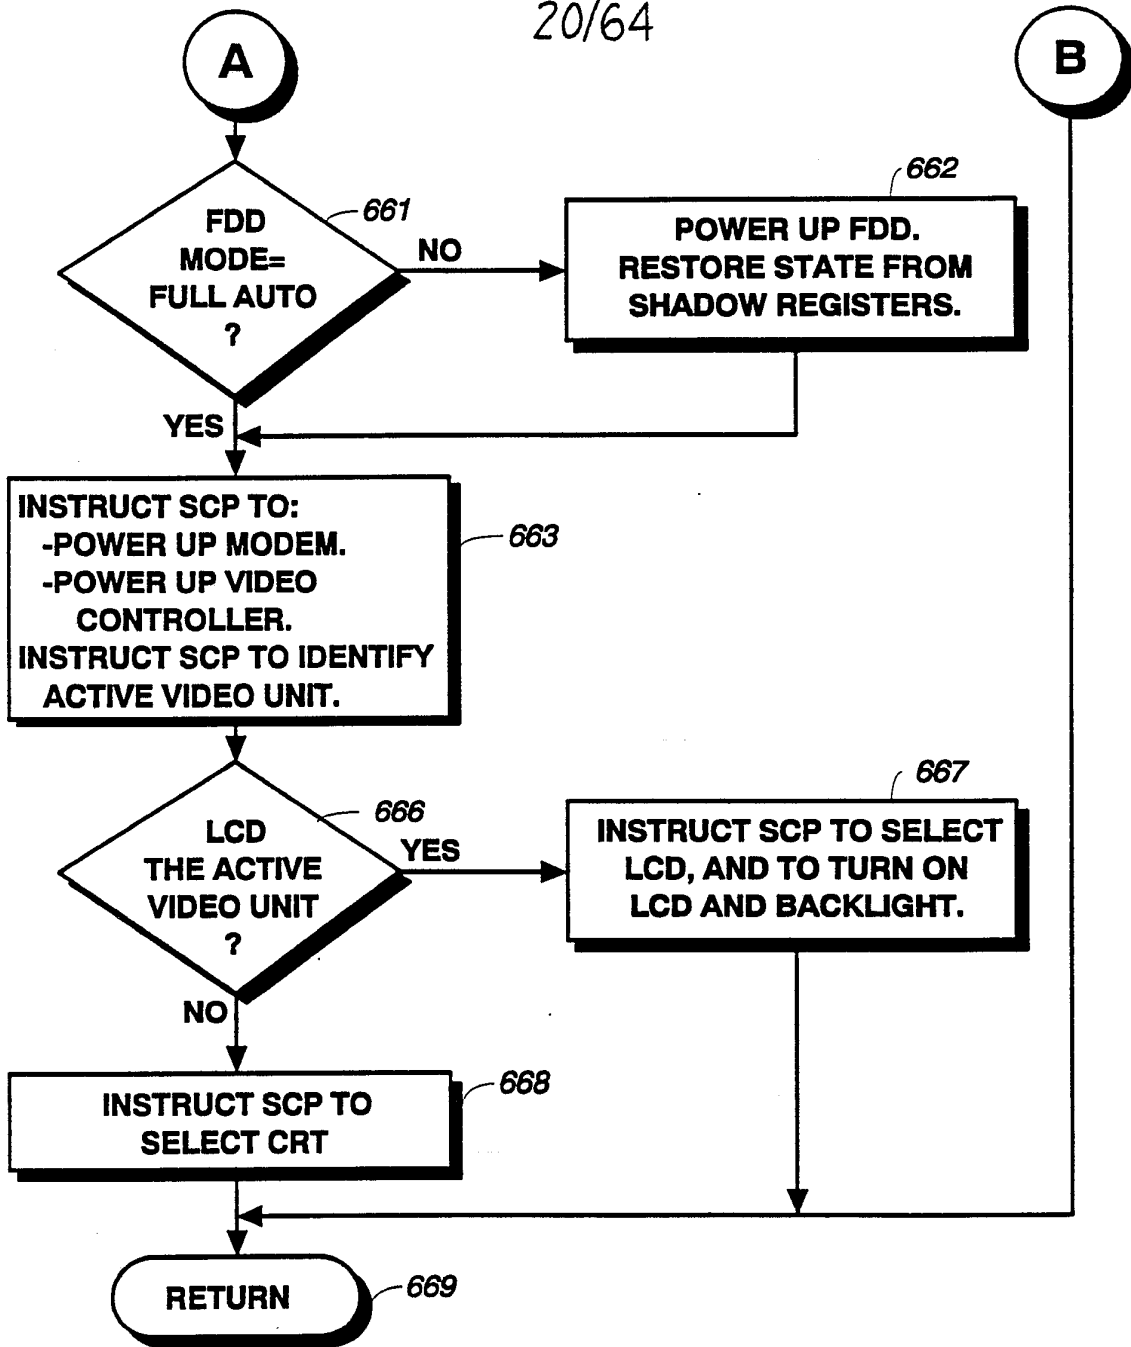 20/64
A
B
661
FDD
MODE=
FULL AUTO
?
NO
YES
662
POWER UP FDD.
RESTORE STATE FROM
SHADOW REGISTERS.
INSTRUCT SCP TO:
-POWER UP MODEM.
-POWER UP VIDEO
CONTROLLER.
INSTRUCT SCP TO IDENTIFY
ACTIVE VIDEO UNIT.
663
666
LCD
THE ACTIVE
VIDEO UNIT
?
YES
NO
667
INSTRUCT SCP TO SELECT
LCD, AND TO TURN ON
LCD AND BACKLIGHT.
668
INSTRUCT SCP TO
SELECT CRT
RETURN
669